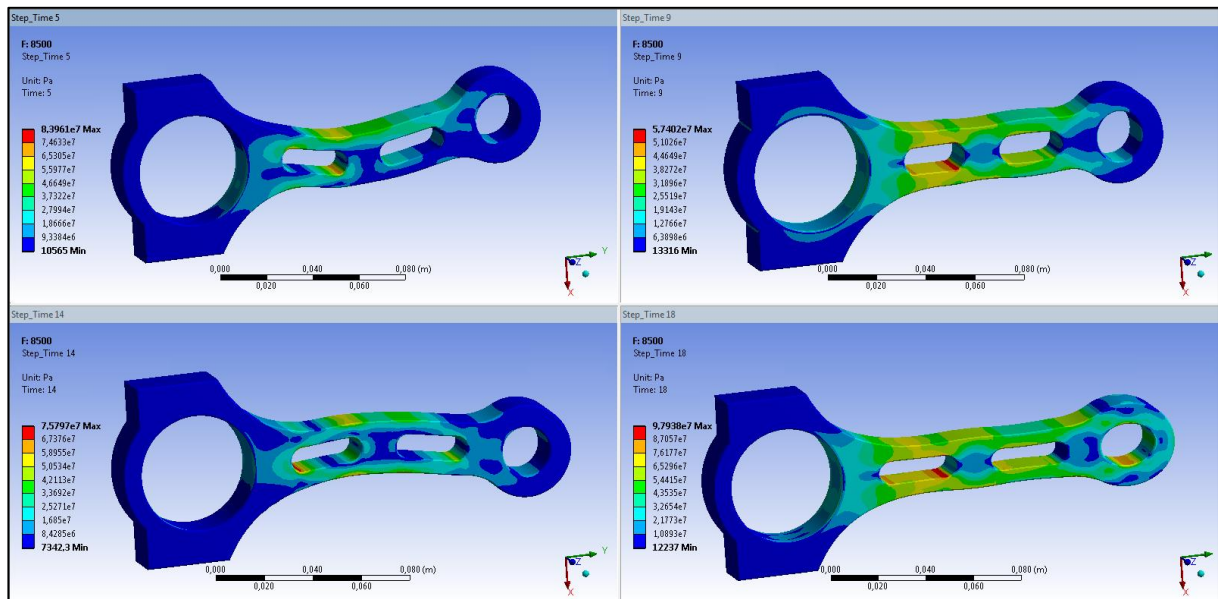 Step_Time 5
F: 8500
Step_Time 5
Unit: Pa
Time: 5
8,3961e7 Max
7,4633e7
6,5305e7
5,5977e7
4,6649e7
3,7322e7
2,7994e7
1,8666e7
9,3384e6
10565 Min
0,000 0,040 0,080 (m)
0,020 0,060
Y
Z
X
Step_Time 9
F: 8500
Step_Time 9
Unit: Pa
Time: 9
5,7402e7 Max
5,1026e7
4,4649e7
3,8272e7
3,1896e7
2,5519e7
1,9143e7
1,2766e7
6,3898e6
13316 Min
0,000 0,040 0,080 (m)
0,020 0,060
Y
Z
X
Step_Time 14
F: 8500
Step_Time 14
Unit: Pa
Time: 14
7,5797e7 Max
6,7376e7
5,8955e7
5,0534e7
4,2113e7
3,3692e7
2,5271e7
1,685e7
8,4285e6
7342,3 Min
0,000 0,040 0,080 (m)
0,020 0,060
Y
Z
X
Step_Time 18
F: 8500
Step_Time 18
Unit: Pa
Time: 18
9,7938e7 Max
8,7057e7
7,6177e7
6,5296e7
5,4415e7
4,3535e7
3,2654e7
2,1773e7
1,0893e7
12237 Min
0,000 0,040 0,080 (m)
0,020 0,060
Y
Z
X